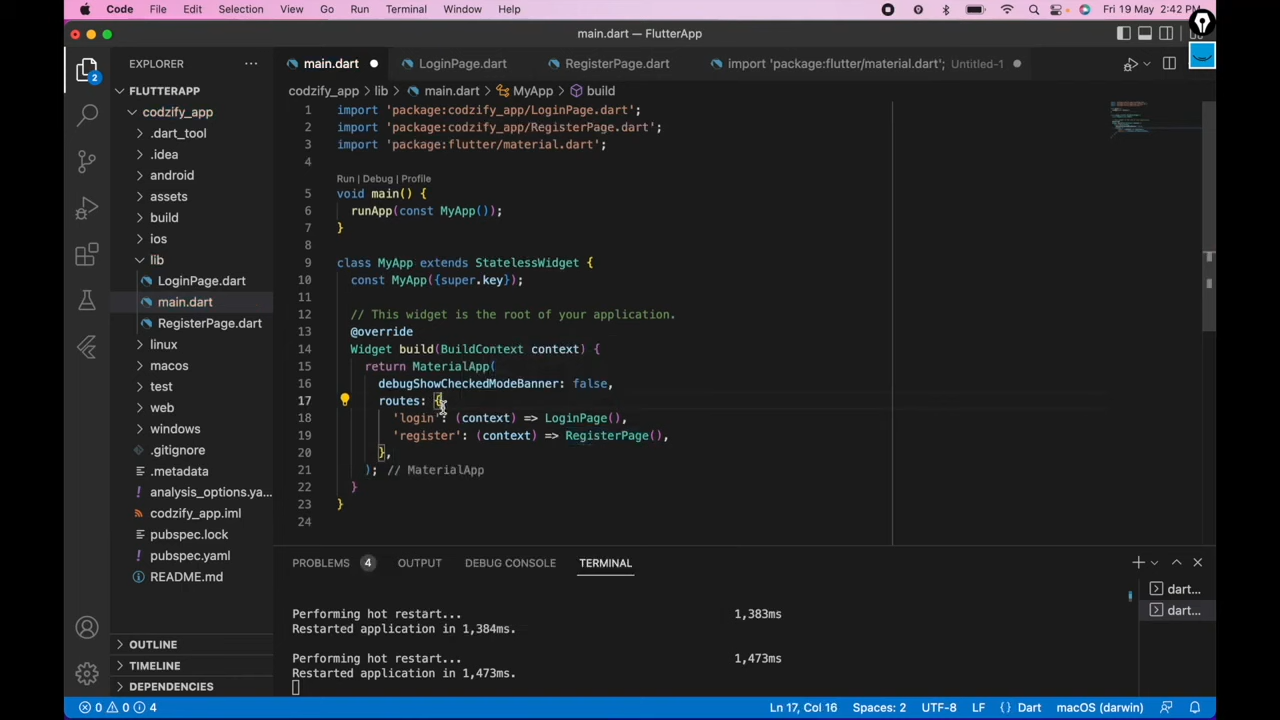 Code File Edit Selection View Go Run Terminal Window Help Fri 19 May 2:42 PM
main.dart — FlutterApp
EXPLORER
main.dart
LoginPage.dart
RegisterPage.dart
import 'package:flutter/material.dart'; Untitled-1
2
FLUTTERAPP
codzify_app > lib > main.dart > MyApp > build
codzify_app
.dart_tool
.idea
android
assets
build
ios
lib
LoginPage.dart
main.dart
RegisterPage.dart
linux
macos
test
web
windows
.gitignore
.metadata
analysis_options.ya...
codzify_app.iml
pubspec.lock
pubspec.yaml
README.md
OUTLINE
TIMELINE
DEPENDENCIES
1 import 'package:codzify_app/LoginPage.dart';
2 import 'package:codzify_app/RegisterPage.dart';
3 import 'package:flutter/material.dart';
4
Run | Debug | Profile
5 void main() {
6 runApp(const MyApp());
7 }
8
9 class MyApp extends StatelessWidget {
10 const MyApp({super.key});
11
12 // This widget is the root of your application.
13 @override
14 Widget build(BuildContext context) {
15 return MaterialApp(
16 debugShowCheckedModeBanner: false,
17 routes: {
18 'login': (context) => LoginPage(),
19 'register': (context) => RegisterPage(),
20 },
21 ); // MaterialApp
22 }
23 }
24
PROBLEMS 4 OUTPUT DEBUG CONSOLE TERMINAL
dart...
dart...
Performing hot restart... 1,383ms
Restarted application in 1,384ms.
Performing hot restart... 1,473ms
Restarted application in 1,473ms.
0 0 4 Ln 17, Col 16 Spaces: 2 UTF-8 LF { } Dart macOS (darwin)